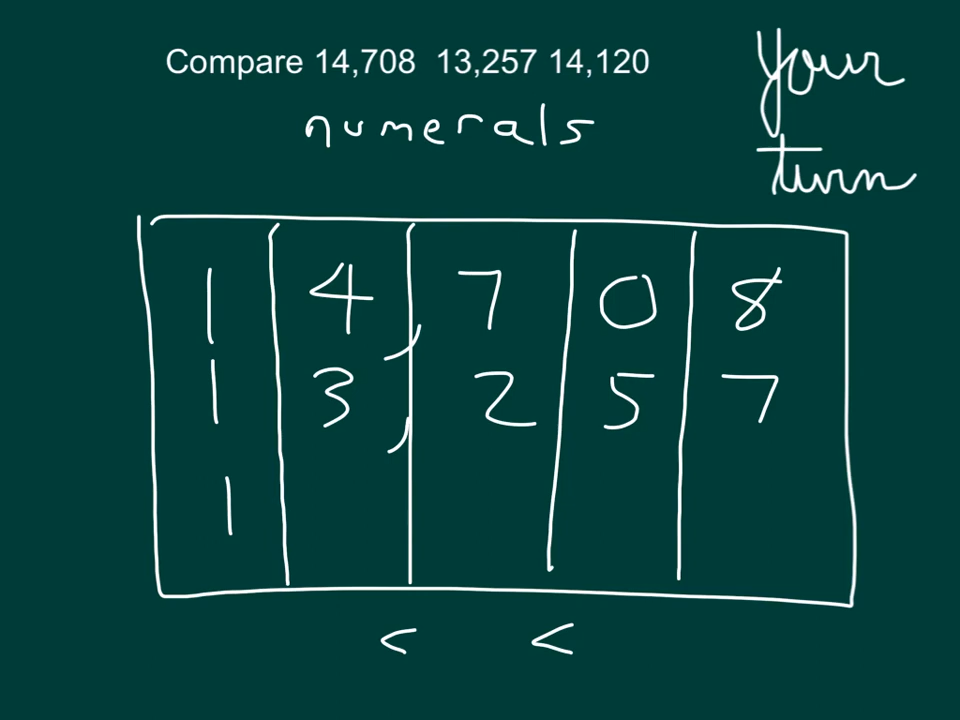 Compare 14,708 13,257 14,120
your
turn
numerals
1 4, 7 0 8
1 3, 2 5 7
1
< <